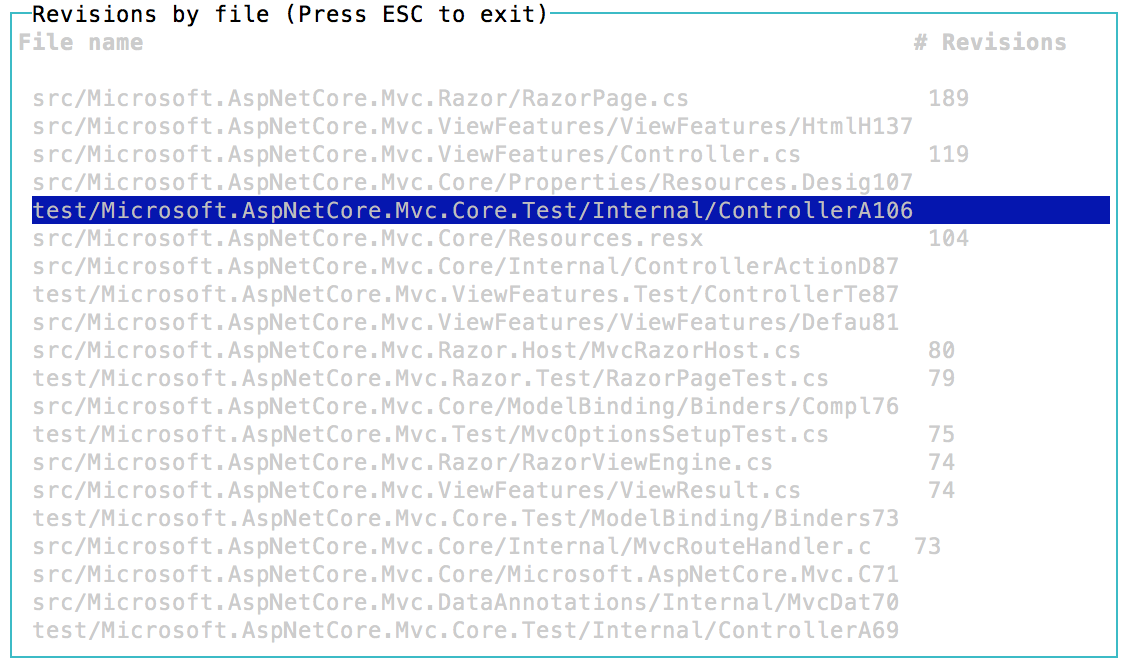 Revisions by file (Press ESC to exit)
File name # Revisions
src/Microsoft.AspNetCore.Mvc.Razor/RazorPage.cs 189
src/Microsoft.AspNetCore.Mvc.ViewFeatures/ViewFeatures/HtmlH137
src/Microsoft.AspNetCore.Mvc.ViewFeatures/Controller.cs 119
src/Microsoft.AspNetCore.Mvc.Core/Properties/Resources.Desig107
test/Microsoft.AspNetCore.Mvc.Core.Test/Internal/ControllerA106
src/Microsoft.AspNetCore.Mvc.Core/Resources.resx 104
src/Microsoft.AspNetCore.Mvc.Core/Internal/ControllerActionD87
test/Microsoft.AspNetCore.Mvc.ViewFeatures.Test/ControllerTe87
src/Microsoft.AspNetCore.Mvc.ViewFeatures/ViewFeatures/Defau81
src/Microsoft.AspNetCore.Mvc.Razor.Host/MvcRazorHost.cs 80
test/Microsoft.AspNetCore.Mvc.Razor.Test/RazorPageTest.cs 79
src/Microsoft.AspNetCore.Mvc.Core/ModelBinding/Binders/Compl76
test/Microsoft.AspNetCore.Mvc.Test/MvcOptionsSetupTest.cs 75
src/Microsoft.AspNetCore.Mvc.Razor/RazorViewEngine.cs 74
src/Microsoft.AspNetCore.Mvc.ViewFeatures/ViewResult.cs 74
test/Microsoft.AspNetCore.Mvc.Core.Test/ModelBinding/Binders73
src/Microsoft.AspNetCore.Mvc.Core/Internal/MvcRouteHandler.c 73
src/Microsoft.AspNetCore.Mvc.Core/Microsoft.AspNetCore.Mvc.C71
src/Microsoft.AspNetCore.Mvc.DataAnnotations/Internal/MvcDat70
test/Microsoft.AspNetCore.Mvc.Core.Test/Internal/ControllerA69